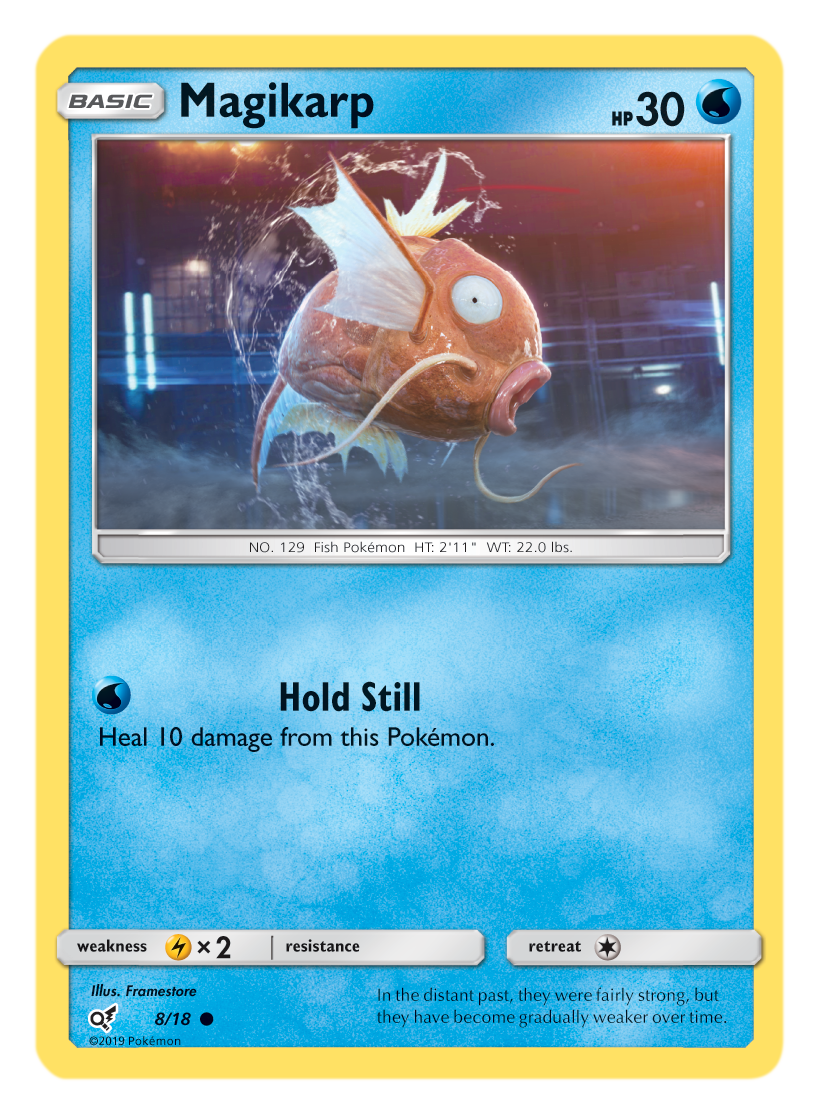 BASIC Magikarp HP 30
NO. 129 Fish Pokémon HT: 2'11" WT: 22.0 lbs.
Hold Still
Heal 10 damage from this Pokémon.
weakness × 2 resistance retreat
Illus. Framestore
8/18
©2019 Pokémon
In the distant past, they were fairly strong, but
they have become gradually weaker over time.